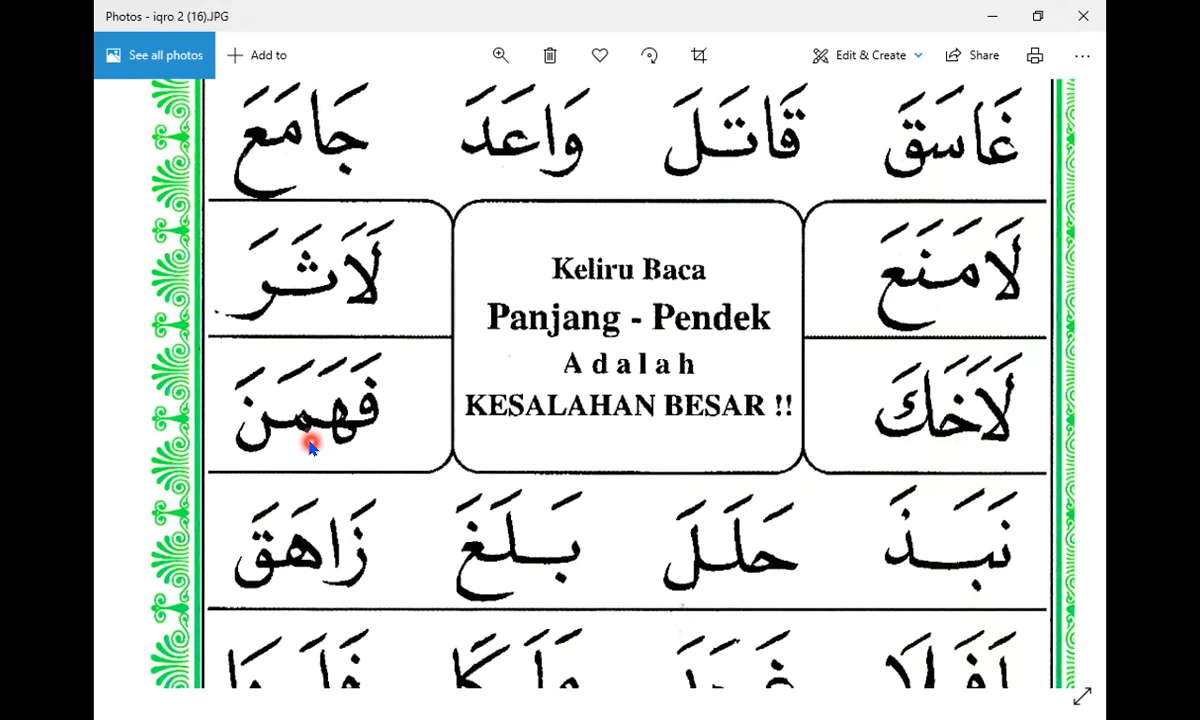 Photos - iqro 2 (16).JPG
See all photos
Add to
Edit & Create
Share
غَاسَقَ قَاتَلَ وَاعَدَ جَامَعَ
لَامَنَعَ
Keliru Baca
Panjang - Pendek
Adalah
KESALAHAN BESAR !!
لَاثَرَ
لَاخَكَ
فَهَمَنَ
نَبَذَ حَلَلَ بَلَغَ زَاهَقَ